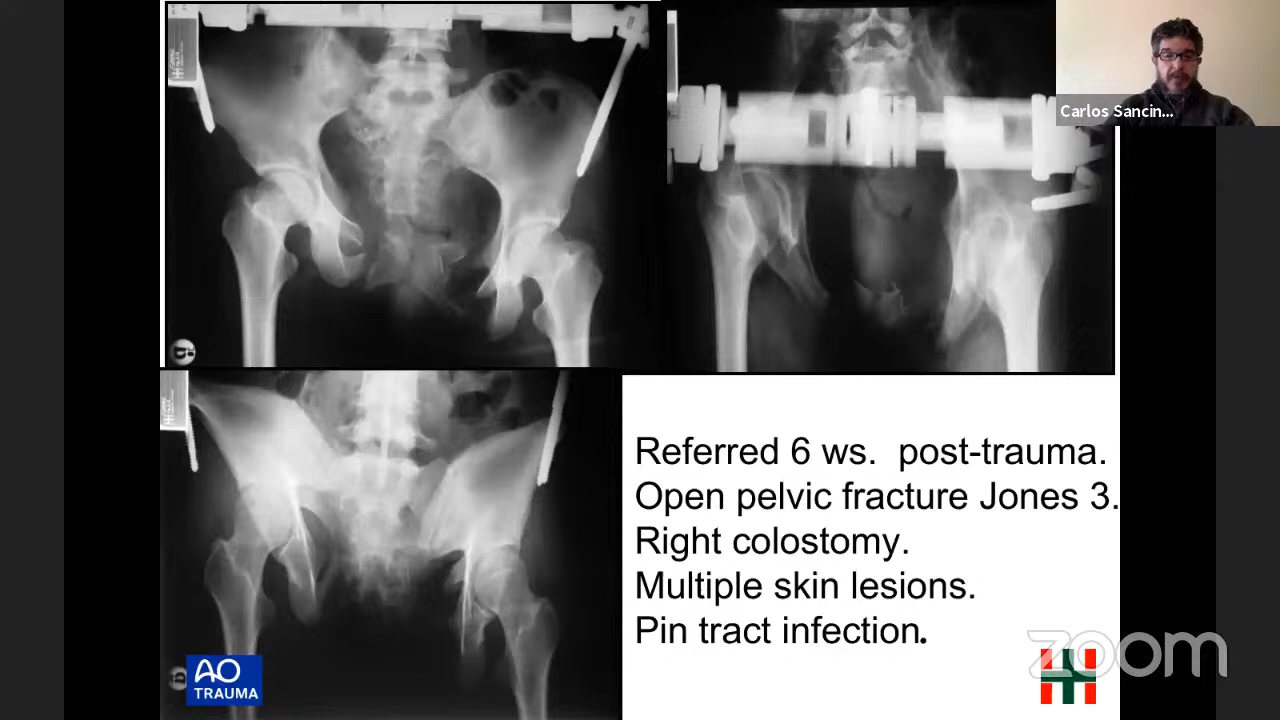 Carlos Sancin...
Referred 6 ws. post-trauma.
Open pelvic fracture Jones 3.
Right colostomy.
Multiple skin lesions.
Pin tract infection.
zoom
AO
TRAUMA